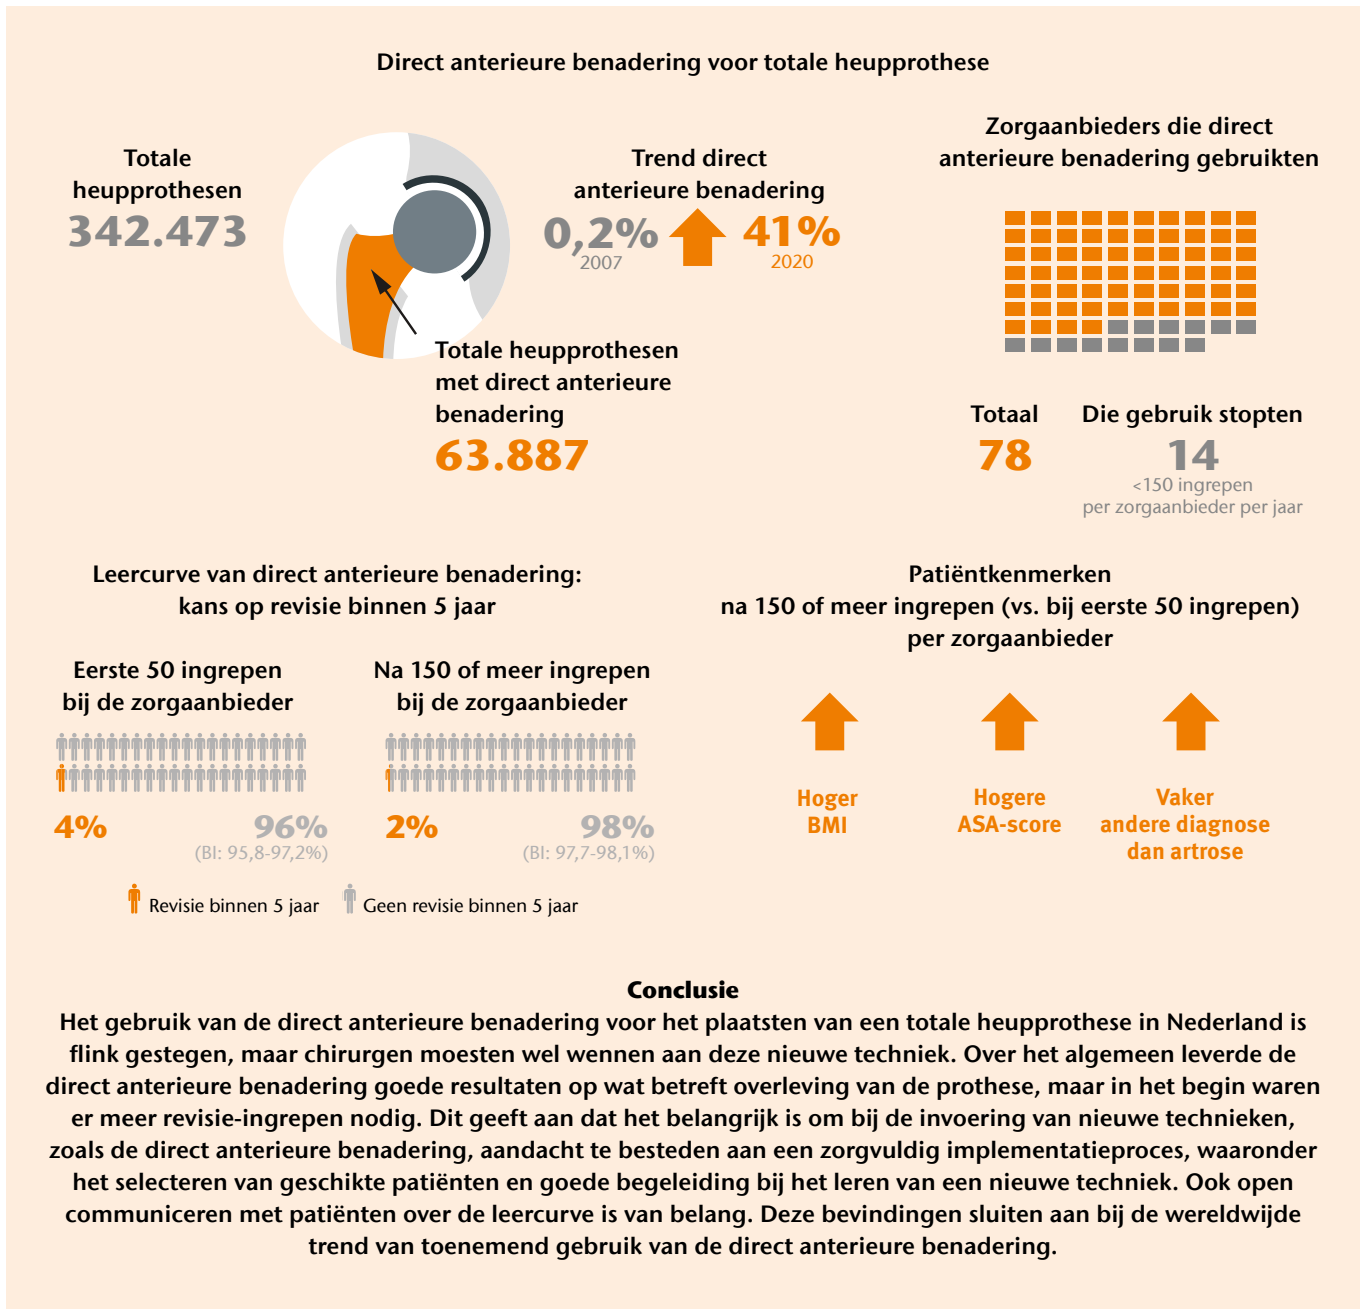 Direct anterieure benadering voor totale heupprothese
Totale
heupprothesen
342.473
Totale heupprothesen
met direct anterieure
benadering
63.887
Trend direct
anterieure benadering
0,2%
2007
41%
2020
Zorgaanbieders die direct
anterieure benadering gebruikten
Totaal
78
Die gebruik stopten
14
<150 ingrepen
per zorgaanbieder per jaar
Leercurve van direct anterieure benadering:
kans op revisie binnen 5 jaar
Eerste 50 ingrepen
bij de zorgaanbieder
4%
96%
(BI: 95,8-97,2%)
Na 150 of meer ingrepen
bij de zorgaanbieder
2%
98%
(BI: 97,7-98,1%)
Revisie binnen 5 jaar
Geen revisie binnen 5 jaar
Patiëntkenmerken
na 150 of meer ingrepen (vs. bij eerste 50 ingrepen)
per zorgaanbieder
Hoger
BMI
Hogere
ASA-score
Vaker
andere diagnose
dan artrose
Conclusie
Het gebruik van de direct anterieure benadering voor het plaatsten van een totale heupprothese in Nederland is
flink gestegen, maar chirurgen moesten wel wennen aan deze nieuwe techniek. Over het algemeen leverde de
direct anterieure benadering goede resultaten op wat betreft overleving van de prothese, maar in het begin waren
er meer revisie-ingrepen nodig. Dit geeft aan dat het belangrijk is om bij de invoering van nieuwe technieken,
zoals de direct anterieure benadering, aandacht te besteden aan een zorgvuldig implementatieproces, waaronder
het selecteren van geschikte patiënten en goede begeleiding bij het leren van een nieuwe techniek. Ook open
communiceren met patiënten over de leercurve is van belang. Deze bevindingen sluiten aan bij de wereldwijde
trend van toenemend gebruik van de direct anterieure benadering.